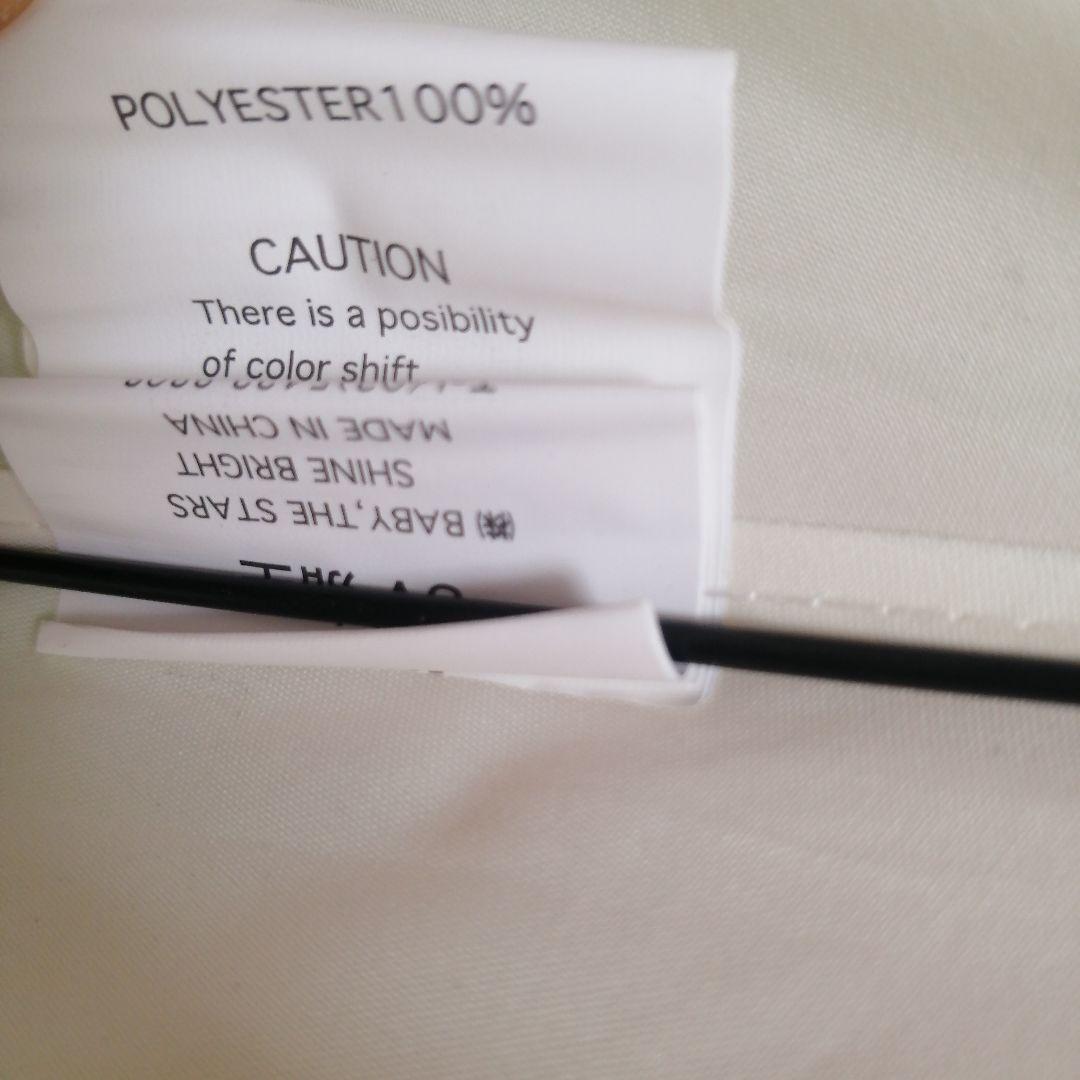 POLYESTER100%
CAUTION
There is a posibility
of color shift
㈱ BABY,THE STARS
SHINE BRIGHT
MADE IN CHINA